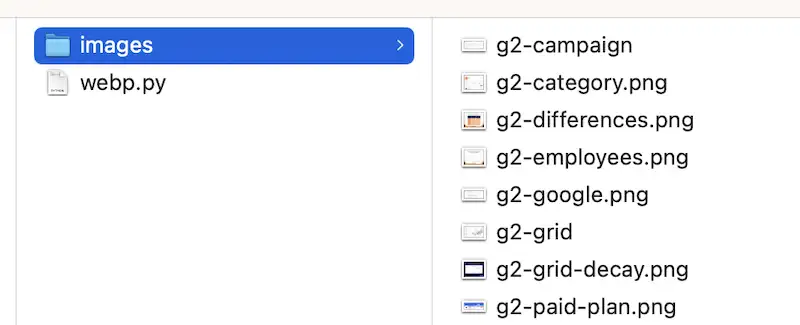 images
webp.py
g2-campaign
g2-category.png
g2-differences.png
g2-employees.png
g2-google.png
g2-grid
g2-grid-decay.png
g2-paid-plan.png